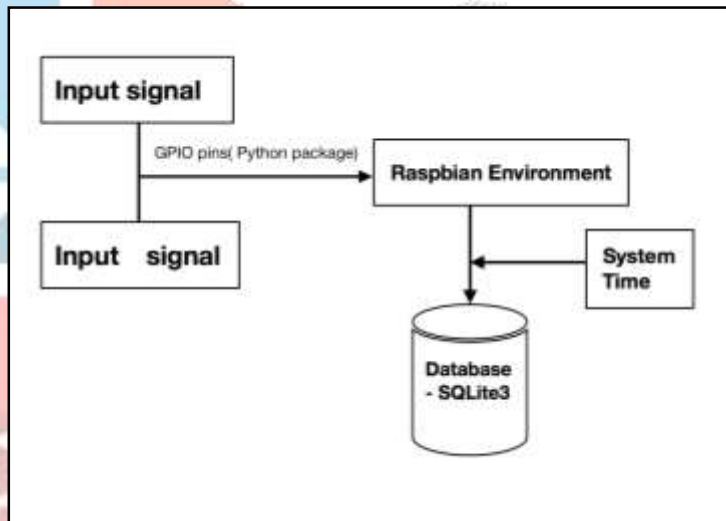 Input signal
GPIO pins( Python package)
Raspbian Environment
Input signal
System
Time
Database
- SQLite3